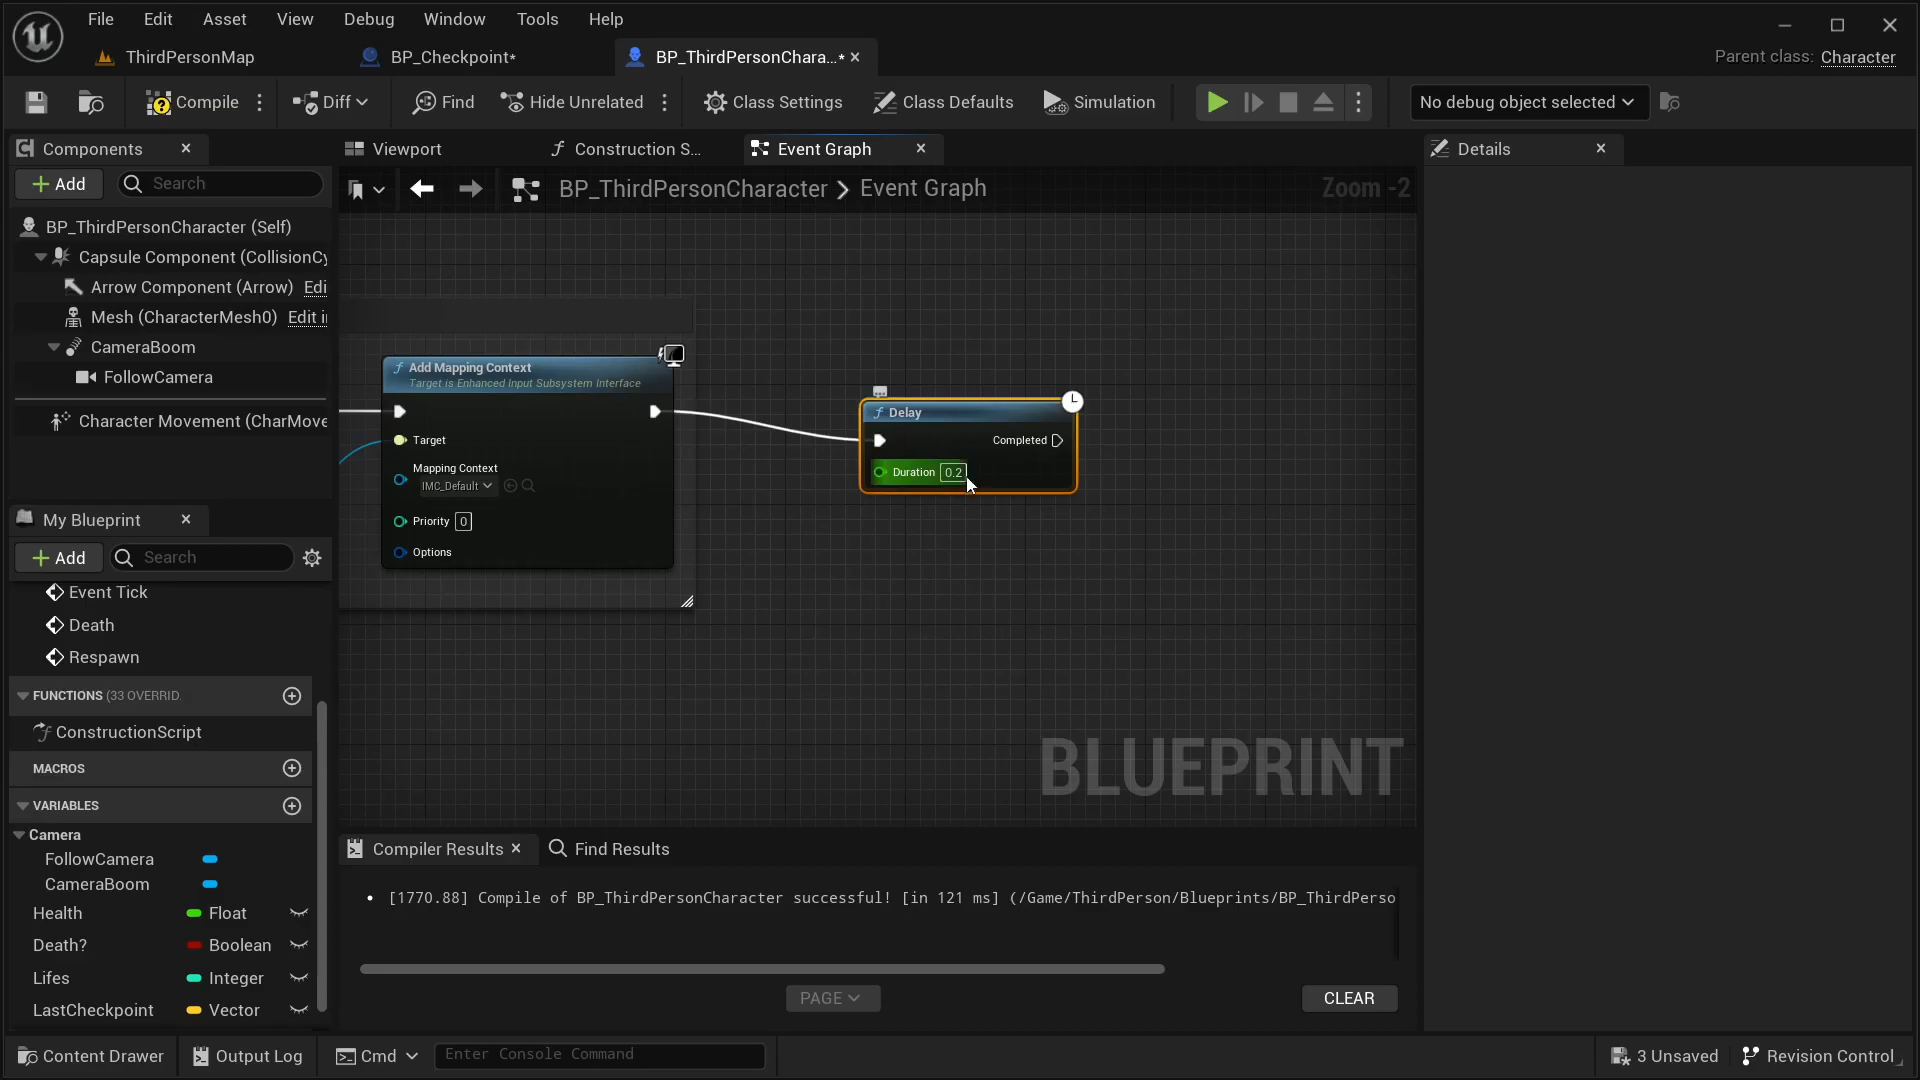 File Edit Asset View Debug Window Tools Help
ThirdPersonMap BP_Checkpoint* BP_ThirdPersonChara...* Parent class: Character
Compile Diff Find Hide Unrelated Class Settings Class Defaults Simulation No debug object selected
Components Viewport Construction S... Event Graph Details
Add Search BP_ThirdPersonCharacter > Event Graph Zoom -2
BP_ThirdPersonCharacter (Self)
Capsule Component (CollisionCy
Arrow Component (Arrow) Edi
Mesh (CharacterMesh0) Edit i
CameraBoom
FollowCamera
Character Movement (CharMove
Add Mapping Context
Target is Enhanced Input Subsystem Interface
Target
Mapping Context
IMC_Default
Priority 0
Options
Delay
Completed
Duration 0.2
BLUEPRINT
My Blueprint
Add Search
Event Tick
Death
Respawn
FUNCTIONS (33 OVERRID
ConstructionScript
MACROS
VARIABLES
Camera
FollowCamera
CameraBoom
Health Float
Death? Boolean
Lifes Integer
LastCheckpoint Vector
Compiler Results Find Results
[1770.88] Compile of BP_ThirdPersonCharacter successful! [in 121 ms] (/Game/ThirdPerson/Blueprints/BP_ThirdPerso
PAGE CLEAR
Content Drawer Output Log Cmd Enter Console Command 3 Unsaved Revision Control